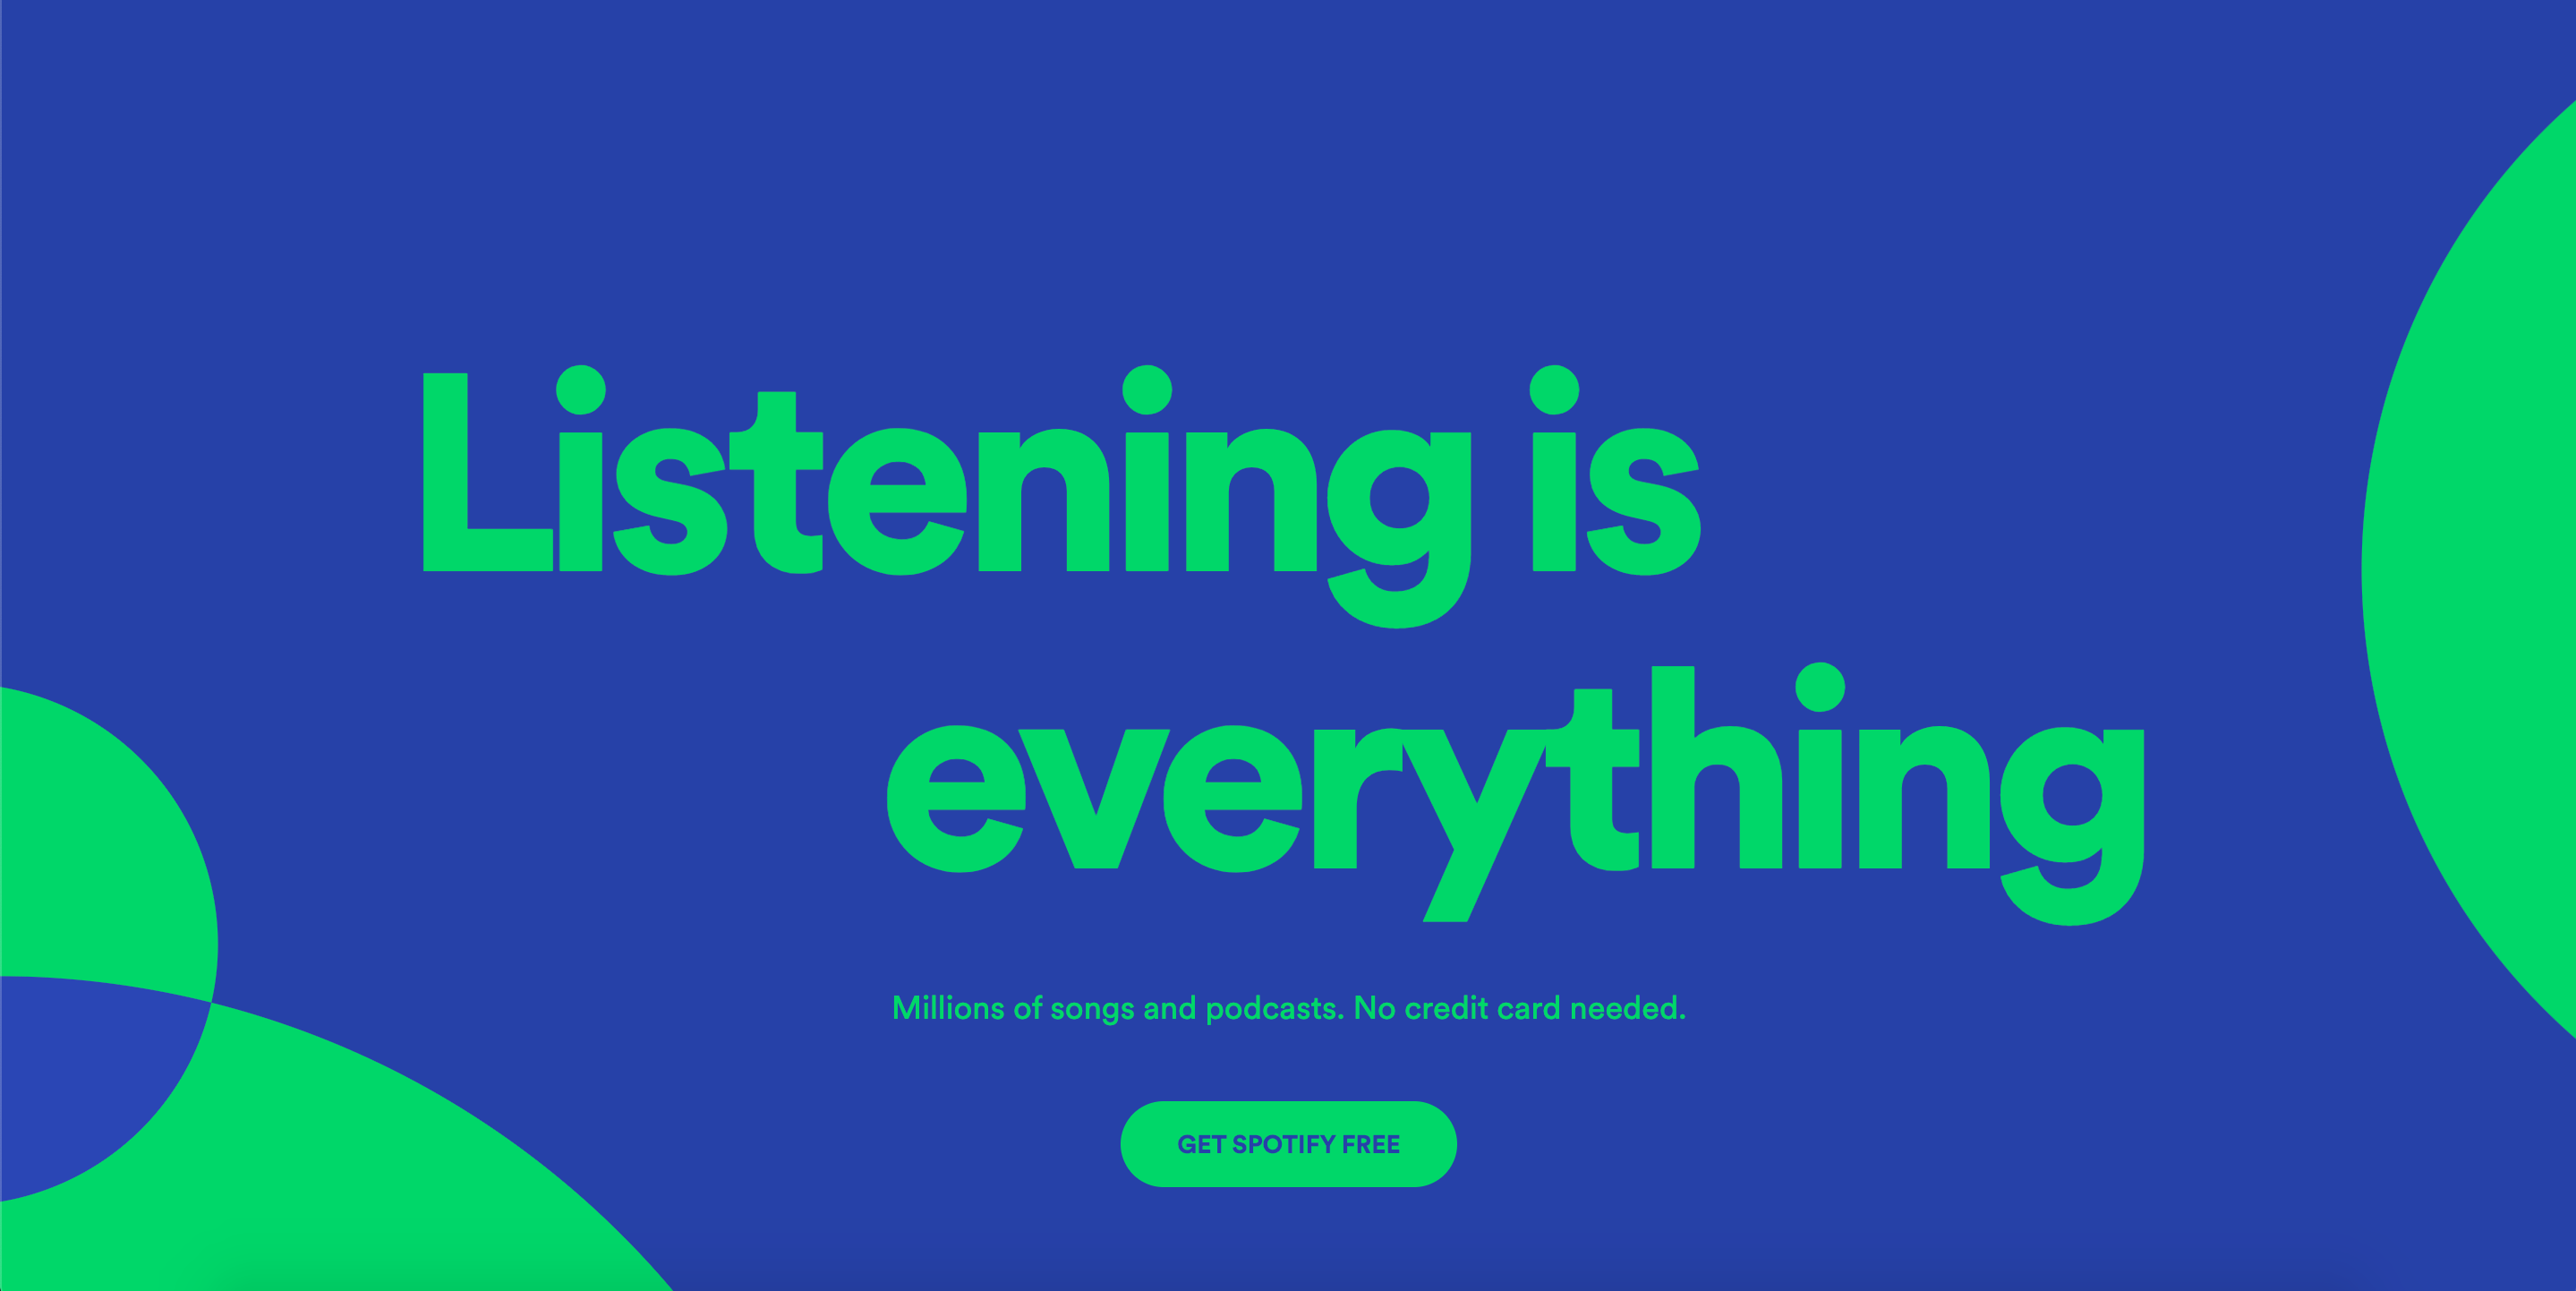 Listening is
everything
Millions of songs and podcasts. No credit card needed.
GET SPOTIFY FREE